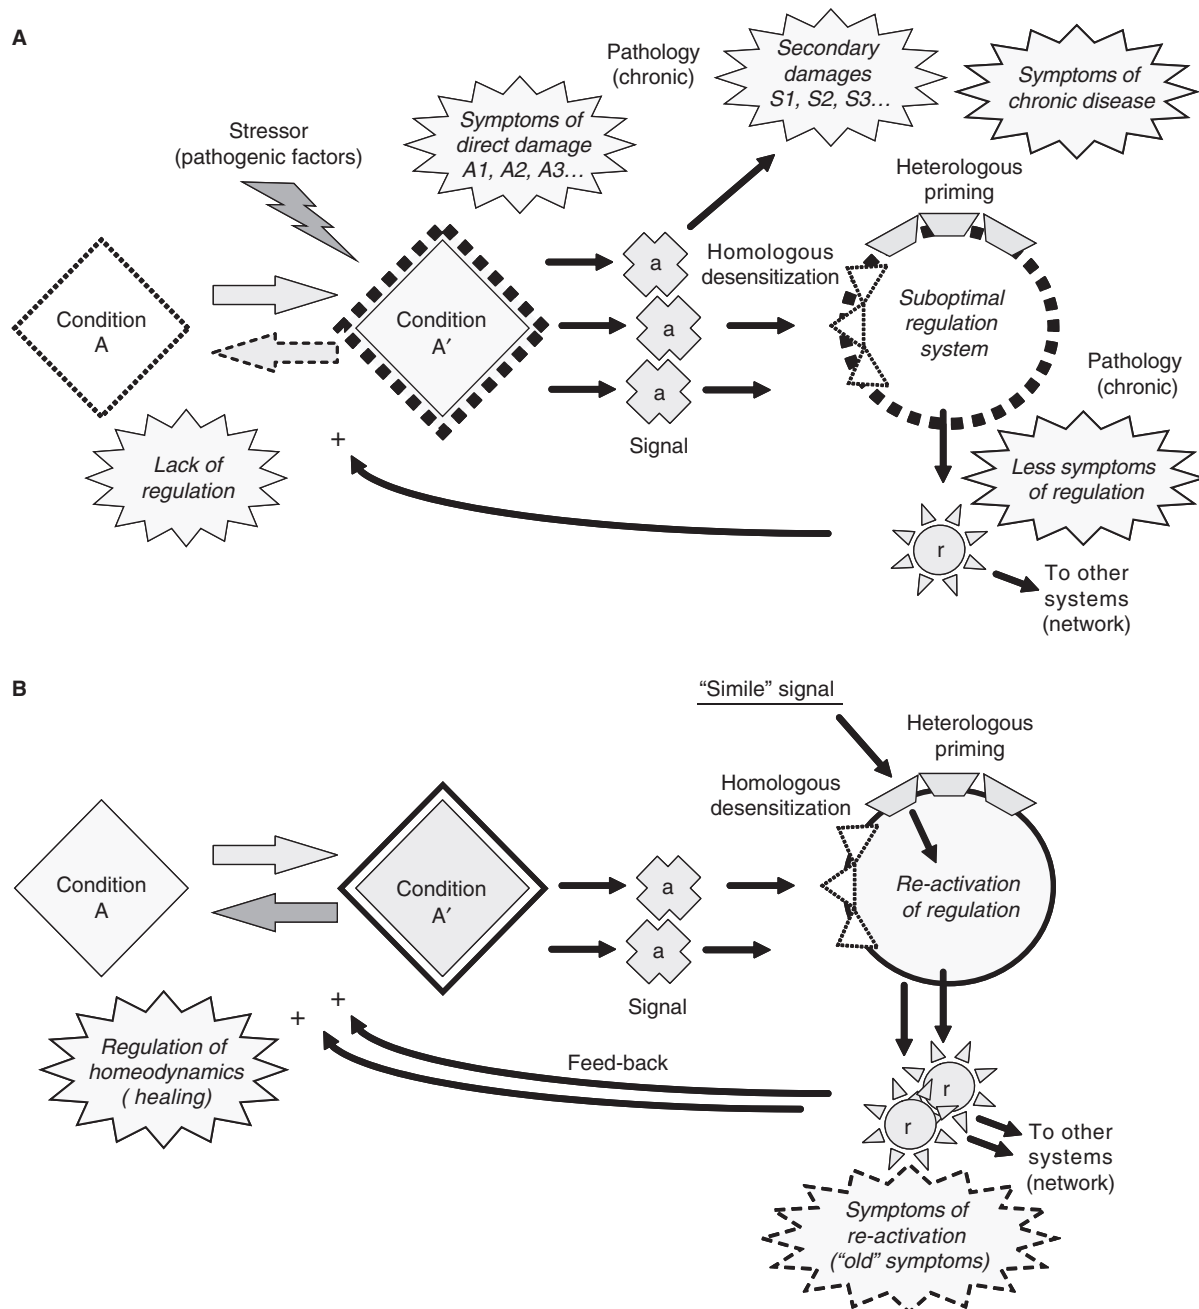 A
Pathology
(chronic)
Secondary
damages
S1, S2, S3...
Symptoms of
chronic disease
Stressor
(pathogenic factors)
Symptoms of
direct damage
A1, A2, A3...
Heterologous
priming
Condition
A
Condition
A′
a
a
a
Signal
Homologous
desensitization
Suboptimal
regulation
system
Pathology
(chronic)
+
Lack of
regulation
Less symptoms
of regulation
r
To other
systems
(network)
B
"Simile" signal
Heterologous
priming
Homologous
desensitization
Condition
A
Condition
A′
a
a
Signal
Re-activation
of regulation
+
+
Regulation of
homeodynamics
( healing)
Feed-back
r
r
To other
systems
(network)
Symptoms of
re-activation
("old" symptoms)